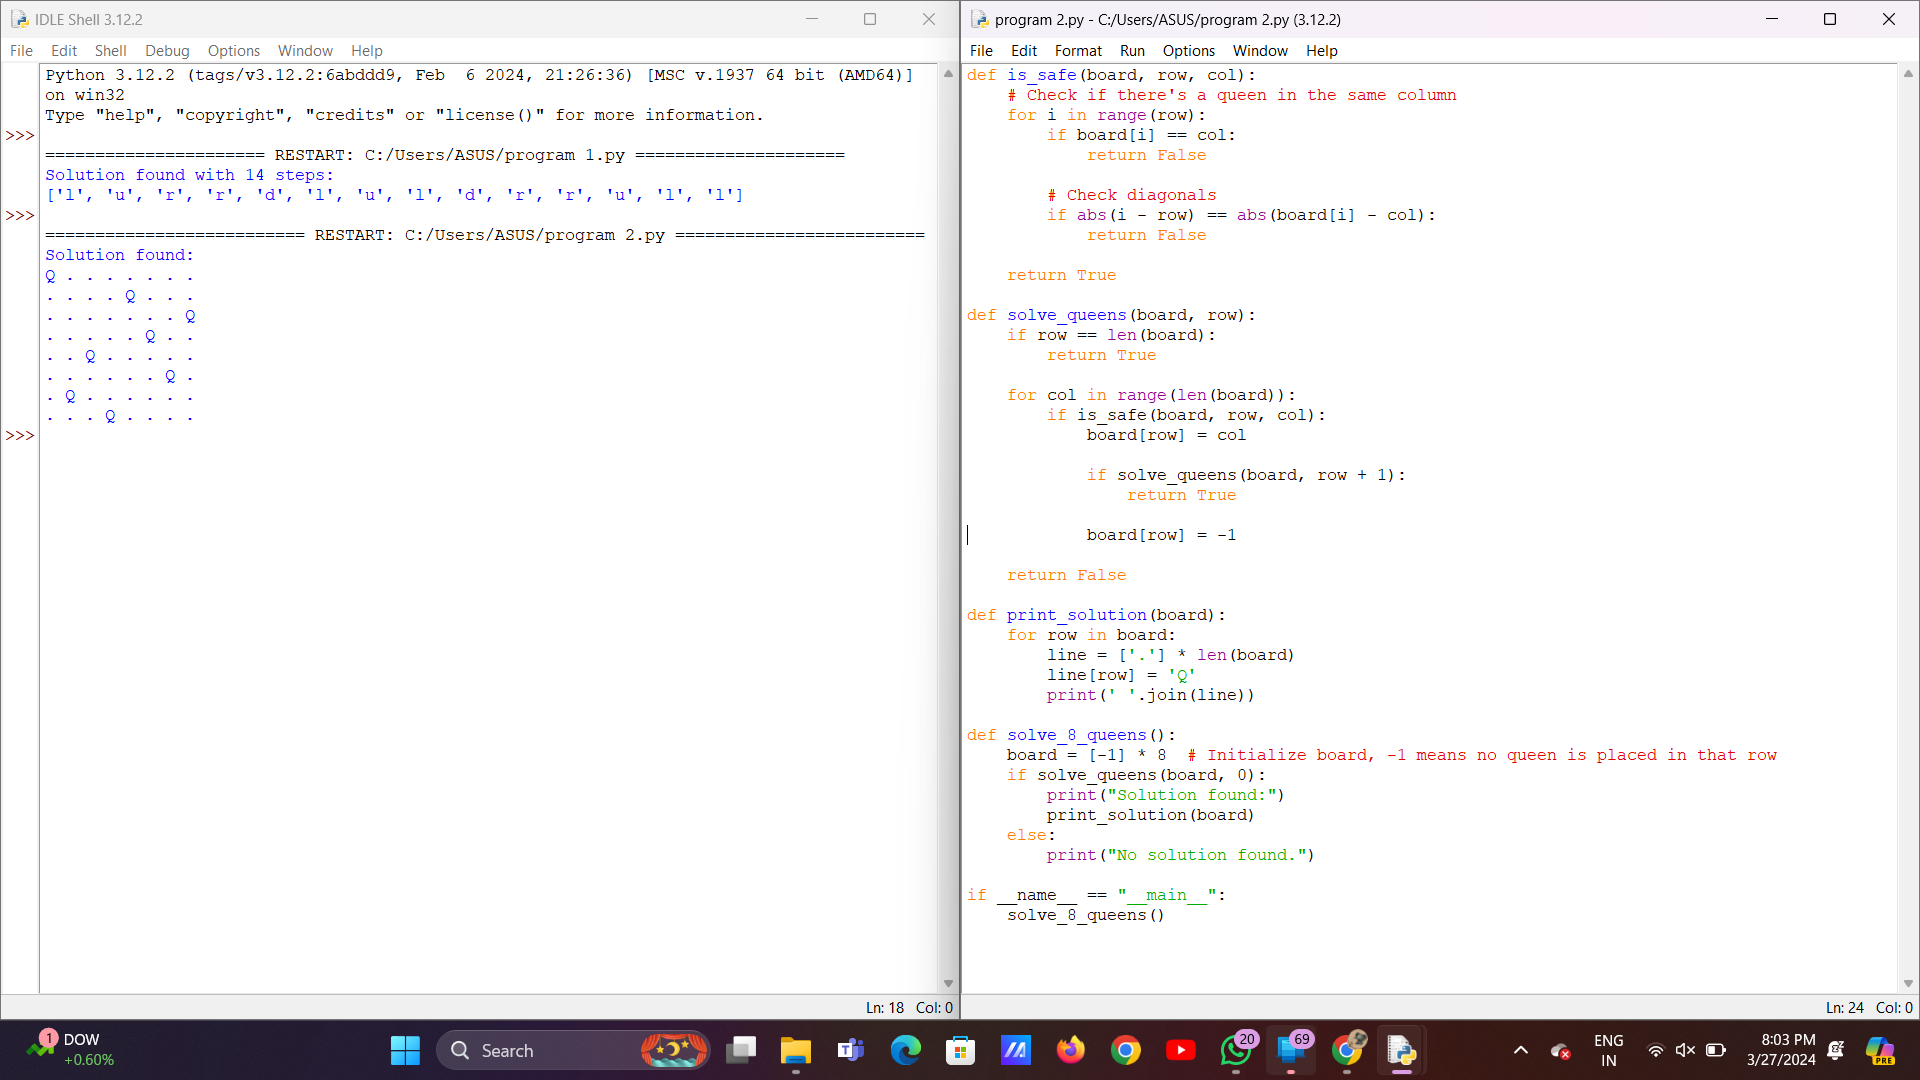 IDLE Shell 3.12.2
File Edit Shell Debug Options Window Help
Python 3.12.2 (tags/v3.12.2:6abddd9, Feb  6 2024, 21:26:36) [MSC v.1937 64 bit (AMD64)]
on win32
Type "help", "copyright", "credits" or "license()" for more information.
>>>
====================== RESTART: C:/Users/ASUS/program 1.py =====================
Solution found with 14 steps:
['l', 'u', 'r', 'r', 'd', 'l', 'u', 'l', 'd', 'r', 'r', 'u', 'l', 'l']
>>>
========================== RESTART: C:/Users/ASUS/program 2.py =========================
Solution found:
Q . . . . . . .
. . . . Q . . .
. . . . . . . Q
. . . . . Q . .
. . Q . . . . .
. . . . . . Q .
. Q . . . . . .
. . . Q . . . .
>>>
Ln: 18 Col: 0
program 2.py - C:/Users/ASUS/program 2.py (3.12.2)
File Edit Format Run Options Window Help
def is_safe(board, row, col):
    # Check if there's a queen in the same column
    for i in range(row):
        if board[i] == col:
            return False

        # Check diagonals
        if abs(i - row) == abs(board[i] - col):
            return False

    return True

def solve_queens(board, row):
    if row == len(board):
        return True

    for col in range(len(board)):
        if is_safe(board, row, col):
            board[row] = col

            if solve_queens(board, row + 1):
                return True

            board[row] = -1

    return False

def print_solution(board):
    for row in board:
        line = ['.'] * len(board)
        line[row] = 'Q'
        print(' '.join(line))

def solve_8_queens():
    board = [-1] * 8  # Initialize board, -1 means no queen is placed in that row
    if solve_queens(board, 0):
        print("Solution found:")
        print_solution(board)
    else:
        print("No solution found.")

if __name__ == "__main__":
    solve_8_queens()
Ln: 24 Col: 0
1 DOW
+0.60%
Search
20
69
ENG
IN
8:03 PM
3/27/2024
PRE